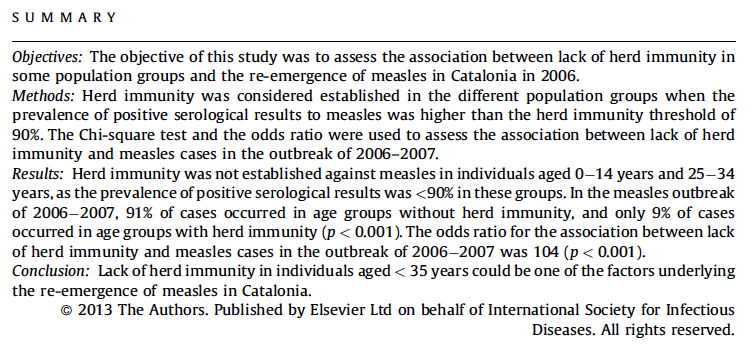 SUMMARY
Objectives: The objective of this study was to assess the association between lack of herd immunity in
some population groups and the re-emergence of measles in Catalonia in 2006.
Methods: Herd immunity was considered established in the different population groups when the
prevalence of positive serological results to measles was higher than the herd immunity threshold of
90%. The Chi-square test and the odds ratio were used to assess the association between lack of herd
immunity and measles cases in the outbreak of 2006–2007.
Results: Herd immunity was not established against measles in individuals aged 0−14 years and 25−34
years, as the prevalence of positive serological results was <90% in these groups. In the measles outbreak
of 2006−2007, 91% of cases occurred in age groups without herd immunity, and only 9% of cases
occurred in age groups with herd immunity (p < 0.001). The odds ratio for the association between lack
of herd immunity and measles cases in the outbreak of 2006−2007 was 104 (p < 0.001).
Conclusion: Lack of herd immunity in individuals aged < 35 years could be one of the factors underlying
the re-emergence of measles in Catalonia.
© 2013 The Authors. Published by Elsevier Ltd on behalf of International Society for Infectious
Diseases. All rights reserved.